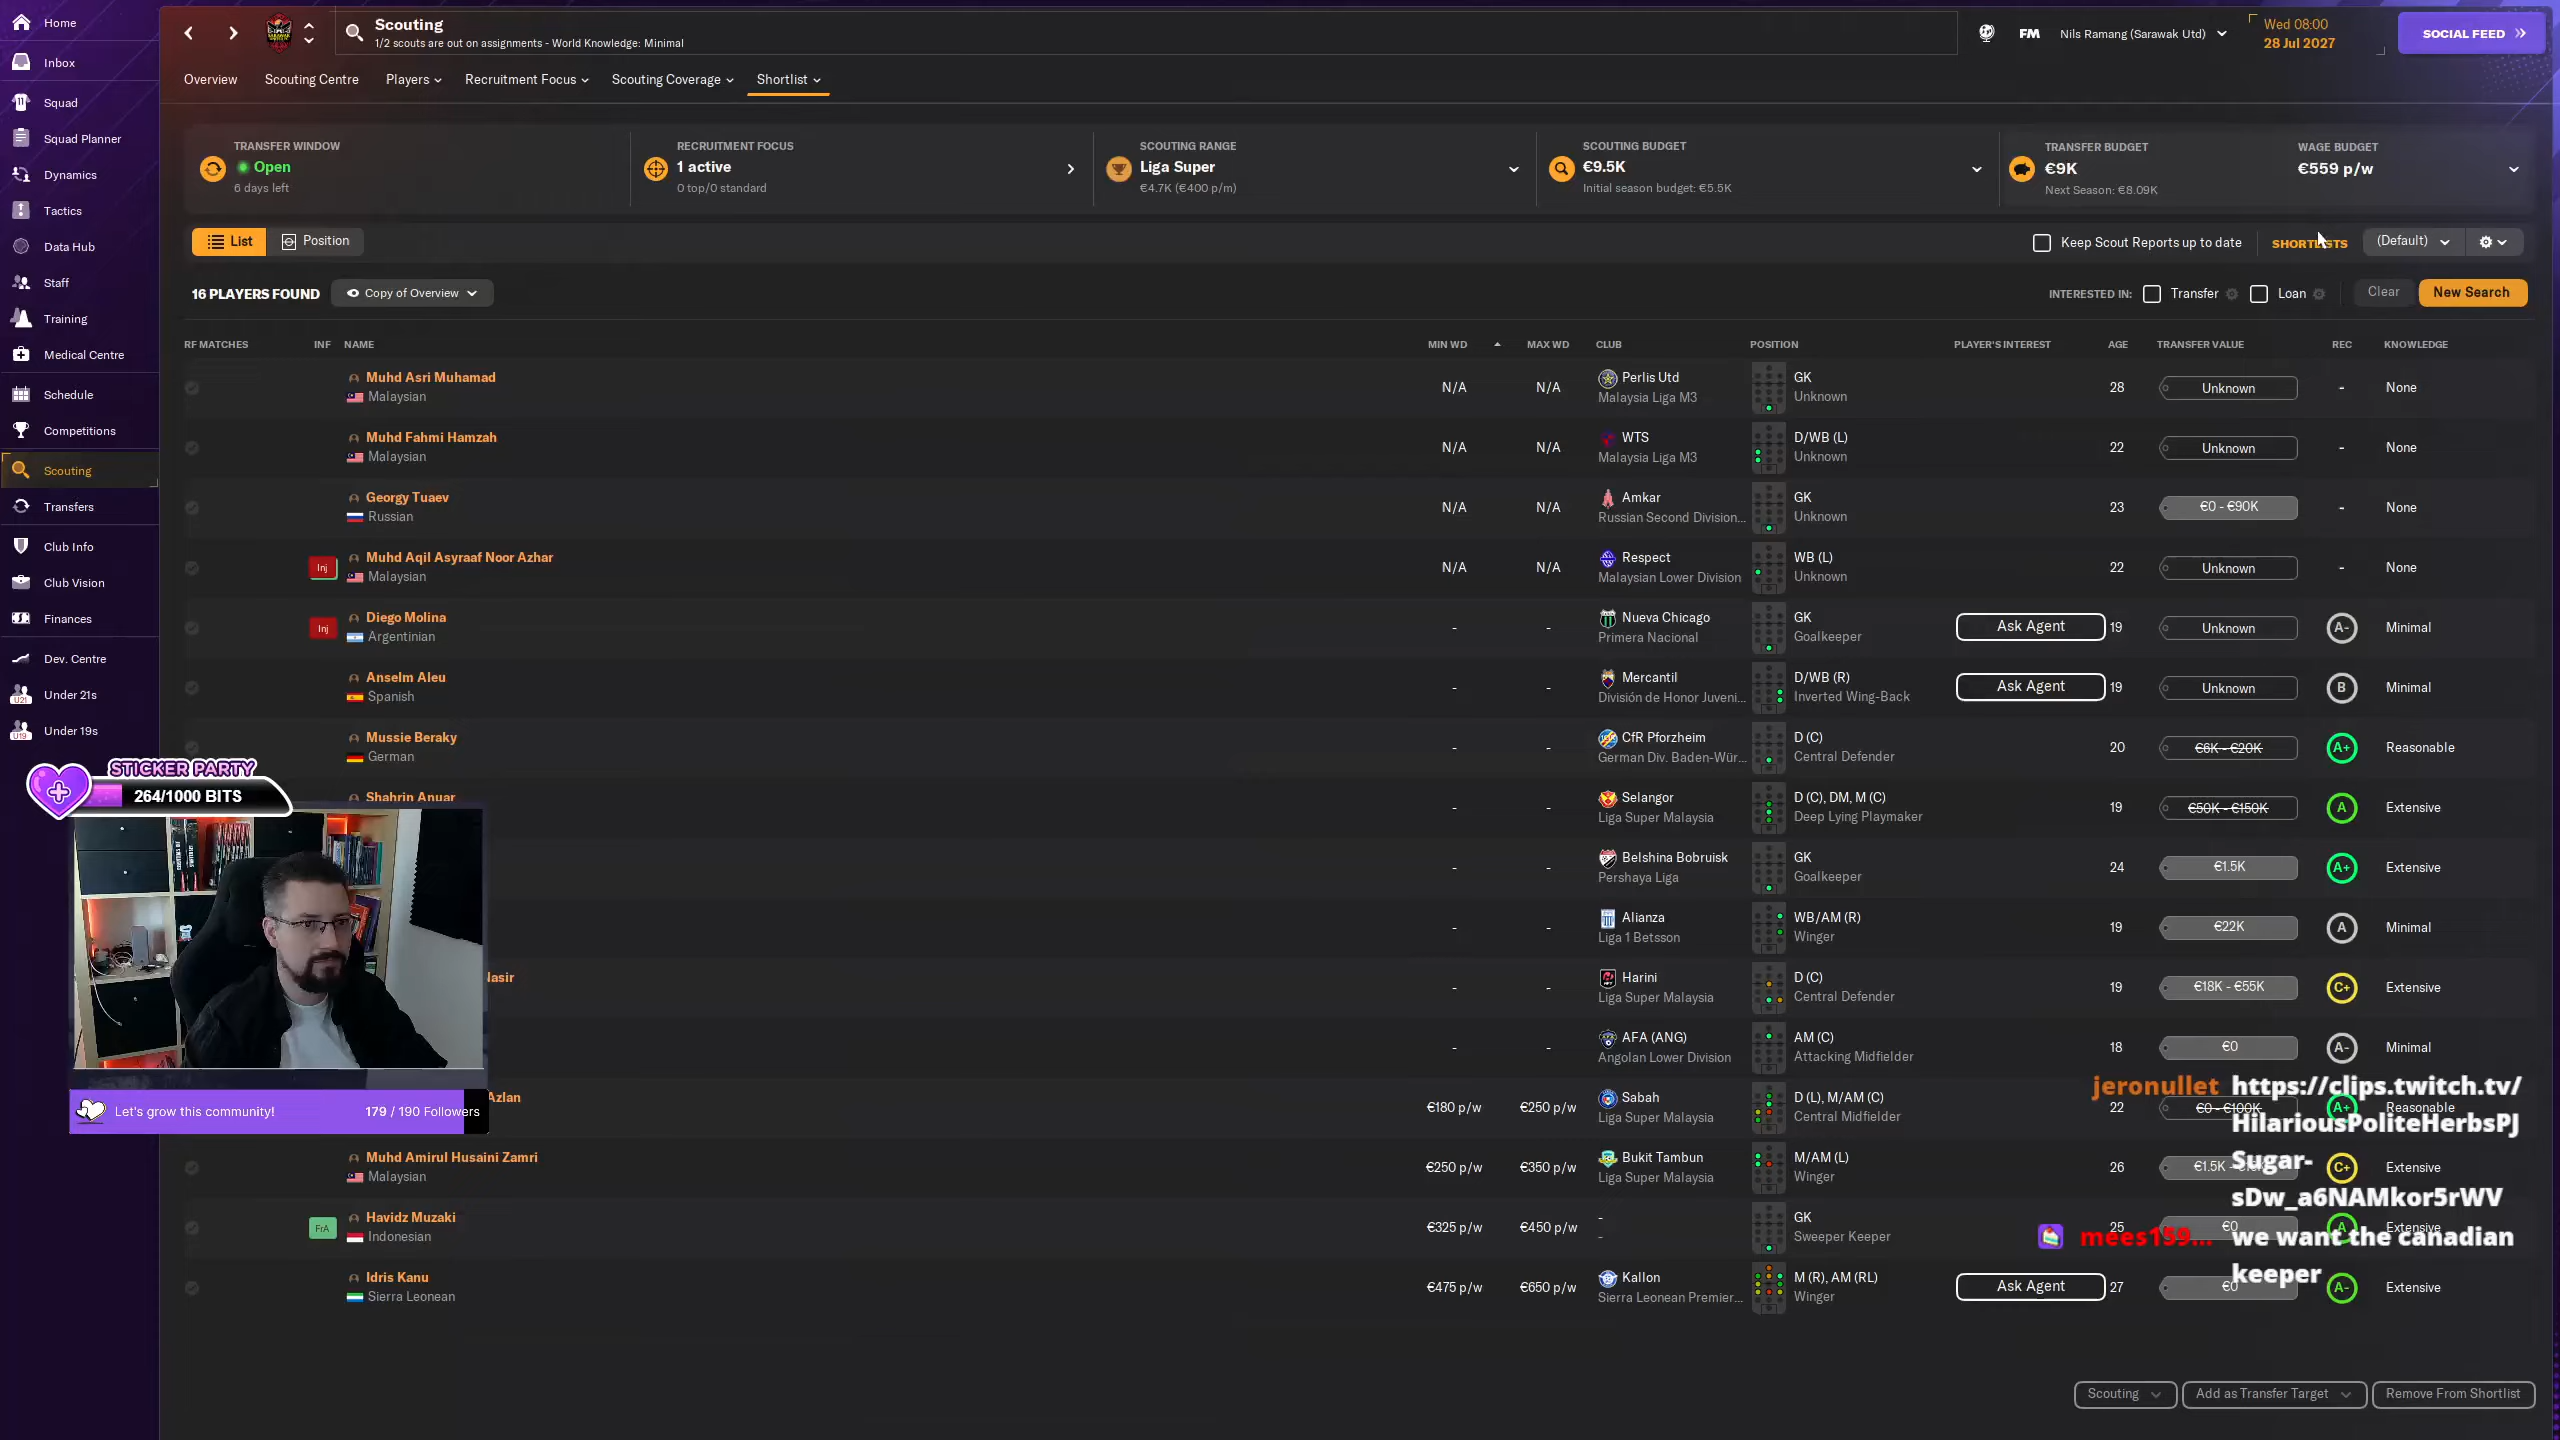 Home
Inbox
Squad
Squad Planner
Dynamics
Tactics
Data Hub
Staff
Training
Medical Centre
Schedule
Competitions
Scouting
Transfers
Club Info
Club Vision
Finances
Dev. Centre
Under 21s
Under 19s
Scouting
1/2 scouts are out on assignments - World Knowledge: Minimal
FM Nils Ramang (Sarawak Utd)
Wed 08:00
28 Jul 2027
SOCIAL FEED
Overview Scouting Centre Players Recruitment Focus Scouting Coverage Shortlist
TRANSFER WINDOW
Open
6 days left
RECRUITMENT FOCUS
1 active
0 top/0 standard
SCOUTING RANGE
Liga Super
€4.7K (€400 p/m)
SCOUTING BUDGET
€9.5K
Initial season budget: €5.5K
TRANSFER BUDGET
€9K
Next Season: €8.09K
WAGE BUDGET
€559 p/w
List Position
Keep Scout Reports up to date SHORTLISTS (Default)
16 PLAYERS FOUND Copy of Overview
INTERESTED IN: Transfer Loan Clear New Search
RF MATCHES INF NAME MIN WD MAX WD CLUB POSITION PLAYER'S INTEREST AGE TRANSFER VALUE REC KNOWLEDGE
Muhd Asri Muhamad Perlis Utd GK
N/A N/A 28 Unknown - None
Malaysian Malaysia Liga M3 Unknown
Muhd Fahmi Hamzah WTS D/WB (L)
N/A N/A 22 Unknown - None
Malaysian Malaysia Liga M3 Unknown
Georgy Tuaev Amkar GK
N/A N/A 23 €0 - €90K - None
Russian Russian Second Division... Unknown
Muhd Aqil Asyraaf Noor Azhar Respect WB (L)
Inj N/A N/A 22 Unknown - None
Malaysian Malaysian Lower Division Unknown
Diego Molina Nueva Chicago GK
Inj - - Ask Agent 19 Unknown A- Minimal
Argentinian Primera Nacional Goalkeeper
Anselm Aleu Mercantil D/WB (R)
- - Ask Agent 19 Unknown B Minimal
Spanish División de Honor Juveni... Inverted Wing-Back
Mussie Beraky CfR Pforzheim D (C)
- - 20 €6K - €20K A+ Reasonable
German German Div. Baden-Wür... Central Defender
Shahrin Anuar Selangor D (C), DM, M (C)
- - 19 €50K - €150K A Extensive
Liga Super Malaysia Deep Lying Playmaker
Belshina Bobruisk GK
- - 24 €1.5K A+ Extensive
Pershaya Liga Goalkeeper
Alianza WB/AM (R)
- - 19 €22K A Minimal
Liga 1 Betsson Winger
Nasir Harini D (C)
- - 19 €18K - €55K C+ Extensive
Liga Super Malaysia Central Defender
AFA (ANG) AM (C)
- - 18 €0 A- Minimal
Angolan Lower Division Attacking Midfielder
Azlan Sabah D (L), M/AM (C)
€180 p/w €250 p/w 22 €0 - €100K A+ Reasonable
Liga Super Malaysia Central Midfielder
Muhd Amirul Husaini Zamri Bukit Tambun M/AM (L)
€250 p/w €350 p/w 26 €1.5K C+ Extensive
Malaysian Liga Super Malaysia Winger
Havidz Muzaki - GK
FrA €325 p/w €450 p/w 25 €0 A Extensive
Indonesian - Sweeper Keeper
Idris Kanu Kallon M (R), AM (RL)
€475 p/w €650 p/w Ask Agent 27 €0 A- Extensive
Sierra Leonean Sierra Leonean Premier... Winger
Scouting Add as Transfer Target Remove From Shortlist
STICKER PARTY
264/1000 BITS
Let's grow this community! 179 / 190 Followers
jeronullet https://clips.twitch.tv/
HilariousPoliteHerbsPJ
Sugar-
sDw_a6NAMkor5rWV
mees159... we want the canadian
keeper